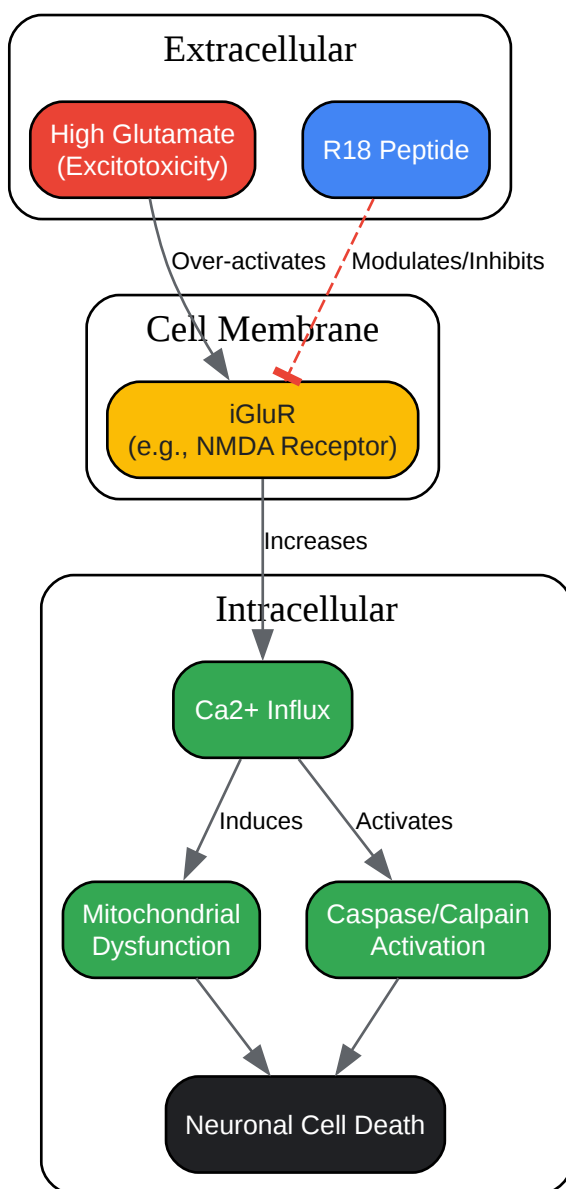 Extracellular
High Glutamate
(Excitotoxicity)
R18 Peptide
Over-activates
Modulates/Inhibits
Cell Membrane
iGluR
(e.g., NMDA Receptor)
Increases
Intracellular
Ca2+ Influx
Induces
Activates
Mitochondrial
Dysfunction
Caspase/Calpain
Activation
Neuronal Cell Death